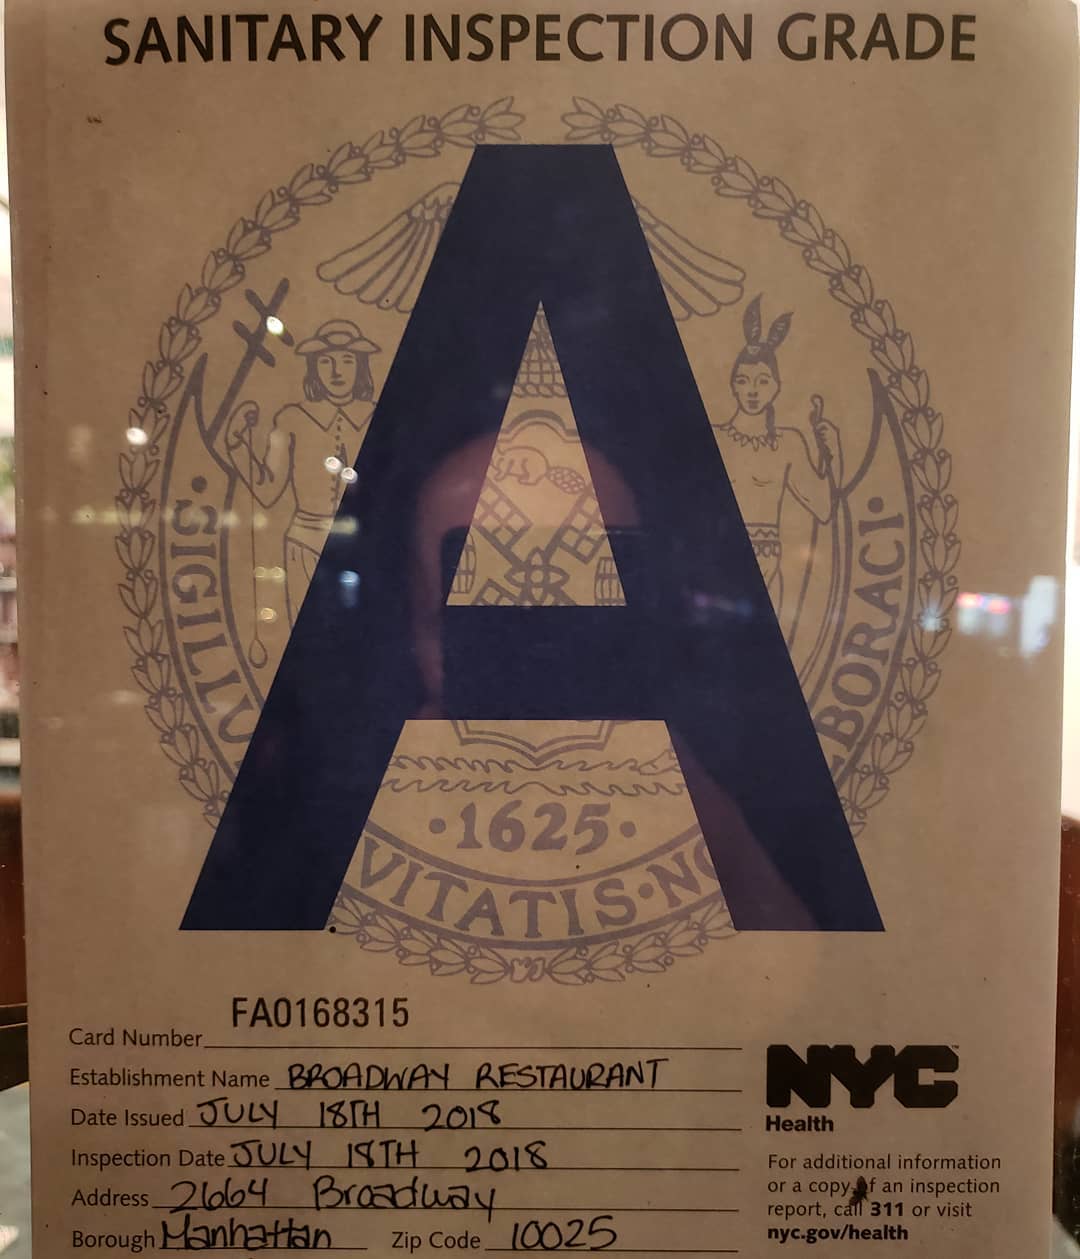 SANITARY INSPECTION GRADE
A
·SIGILLU
BORACI·
·1625·
VITATIS·NO
Card Number FA0168315
Establishment Name BROADWAY RESTAURANT
Date Issued JULY 18TH 2018
Inspection Date JULY 18TH 2018
Address 2664 Broadway
Borough Manhattan Zip Code 10025
NYC™
Health
For additional information
or a copy of an inspection
report, call 311 or visit
nyc.gov/health